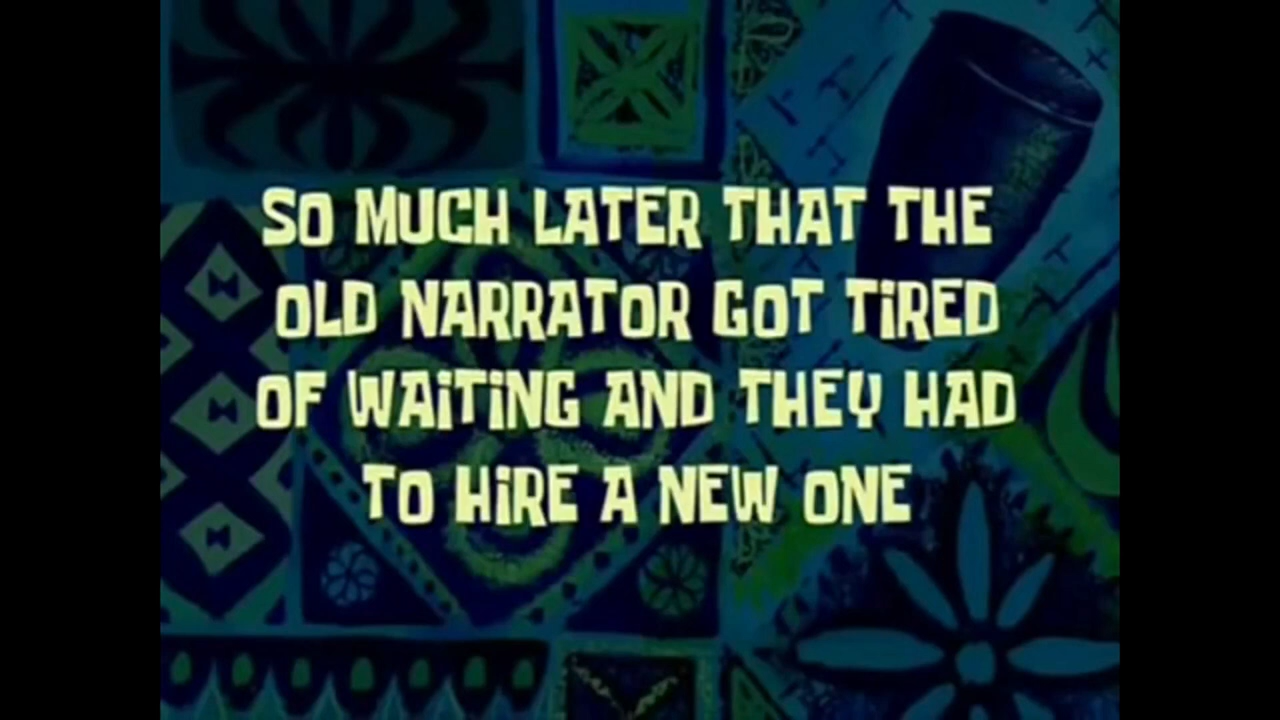 SO MUCH LATER THAT THE
OLD NARRATOR GOT TiRED
OF WAiTiNG AND THEY HAD
TO HiRE A NEW ONE